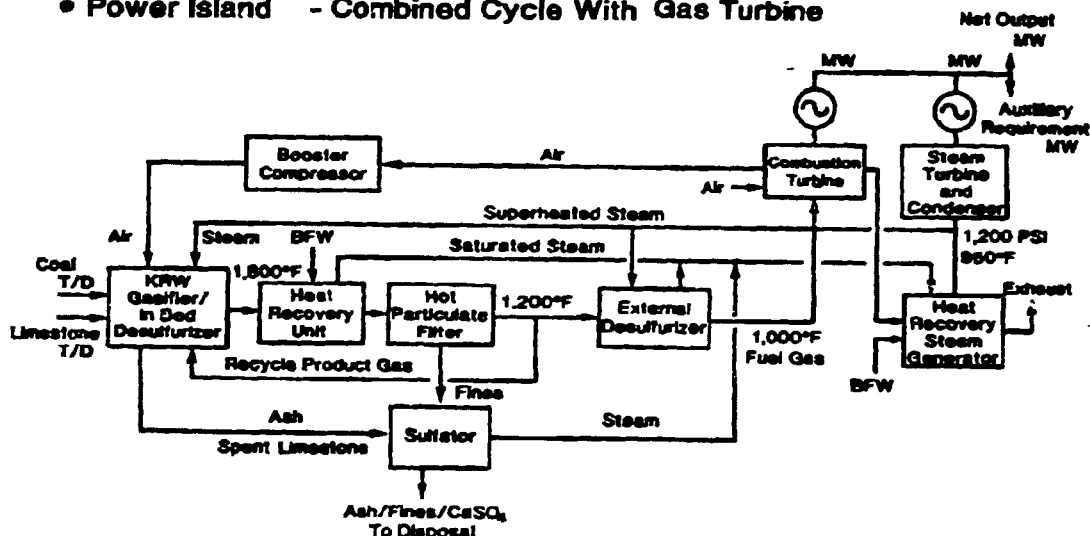 • Power Island - Combined Cycle With Gas Turbine
Net Output
MW
MW
MW
Auxiliary
Requirement
MW
Booster
Compressor
Air
Combustion
Turbine
Air
Steam
Turbine
and
Condenser
Superheated Steam
Air
Steam
BFW
Saturated Steam
1,200 PSI
950°F
Coal
T/D
Limestone
T/D
KRW
Gasifier/
In Bed
Desulfurizer
1,800°F
Heat
Recovery
Unit
Hot
Particulate
Filter
1,200°F
External
Desulfurizer
1,000°F
Fuel Gas
Heat
Recovery
Steam
Generator
Exhaust
BFW
Recycle Product Gas
Fines
Ash
Spent Limestone
Sulfator
Steam
Ash/Fines/CaSO₄
To Disposal